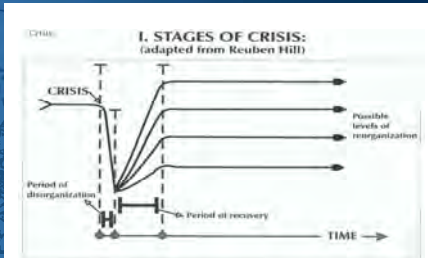 Crisis:
I. STAGES OF CRISIS:
(adapted from Reuben Hill)
CRISIS
Possible
levels of
reorganization
Period of
disorganization
Period of recovery
TIME